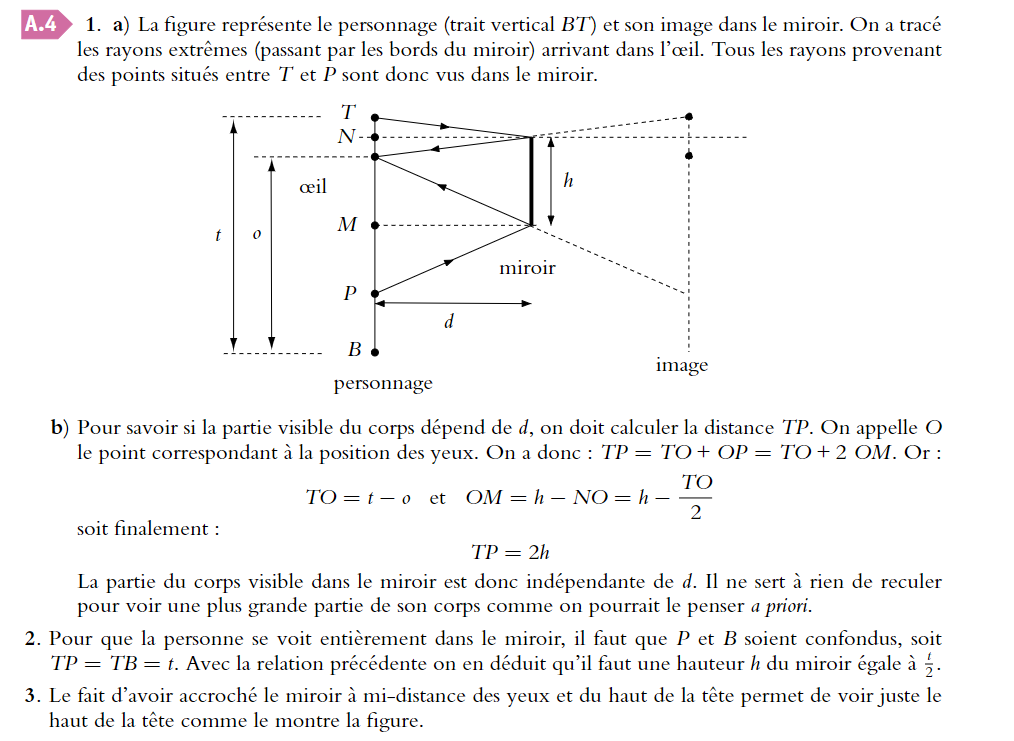 A.4 1. a) La figure représente le personnage (trait vertical BT) et son image dans le miroir. On a tracé
les rayons extrêmes (passant par les bords du miroir) arrivant dans l'œil. Tous les rayons provenant
des points situés entre T et P sont donc vus dans le miroir.
T
N
œil
h
M
t
o
miroir
P
d
B
image
personnage
b) Pour savoir si la partie visible du corps dépend de d, on doit calculer la distance TP. On appelle O
le point correspondant à la position des yeux. On a donc : TP = TO + OP = TO + 2 OM. Or :
TO = t − o et OM = h − NO = h − TO/2
soit finalement :
TP = 2h
La partie du corps visible dans le miroir est donc indépendante de d. Il ne sert à rien de reculer
pour voir une plus grande partie de son corps comme on pourrait le penser a priori.
2. Pour que la personne se voit entièrement dans le miroir, il faut que P et B soient confondus, soit
TP = TB = t. Avec la relation précédente on en déduit qu'il faut une hauteur h du miroir égale à t/2.
3. Le fait d'avoir accroché le miroir à mi-distance des yeux et du haut de la tête permet de voir juste le
haut de la tête comme le montre la figure.